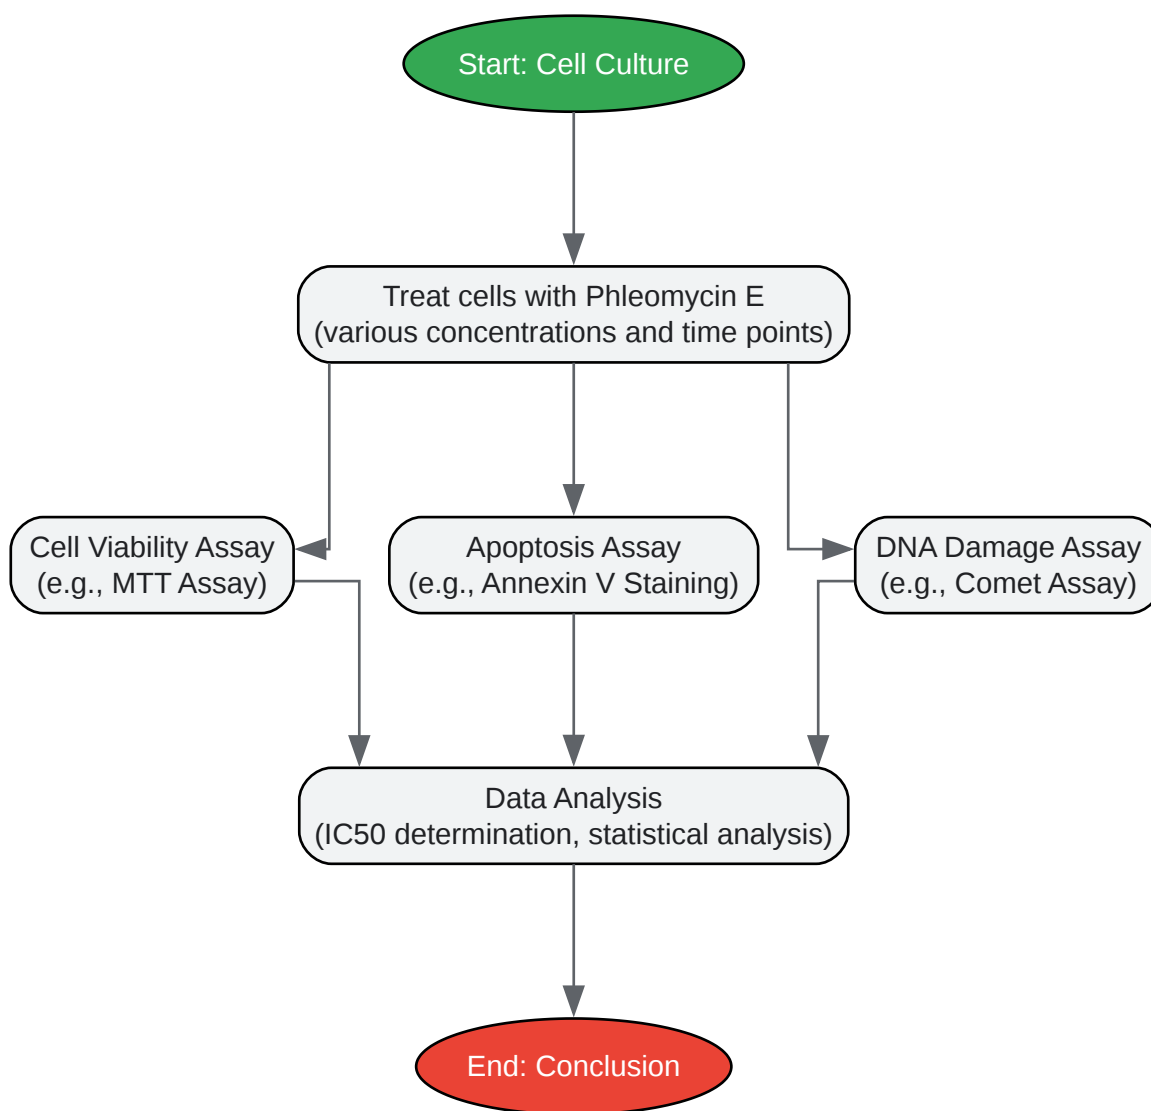 Start: Cell Culture
Treat cells with Phleomycin E
(various concentrations and time points)
Cell Viability Assay
(e.g., MTT Assay)
Apoptosis Assay
(e.g., Annexin V Staining)
DNA Damage Assay
(e.g., Comet Assay)
Data Analysis
(IC50 determination, statistical analysis)
End: Conclusion